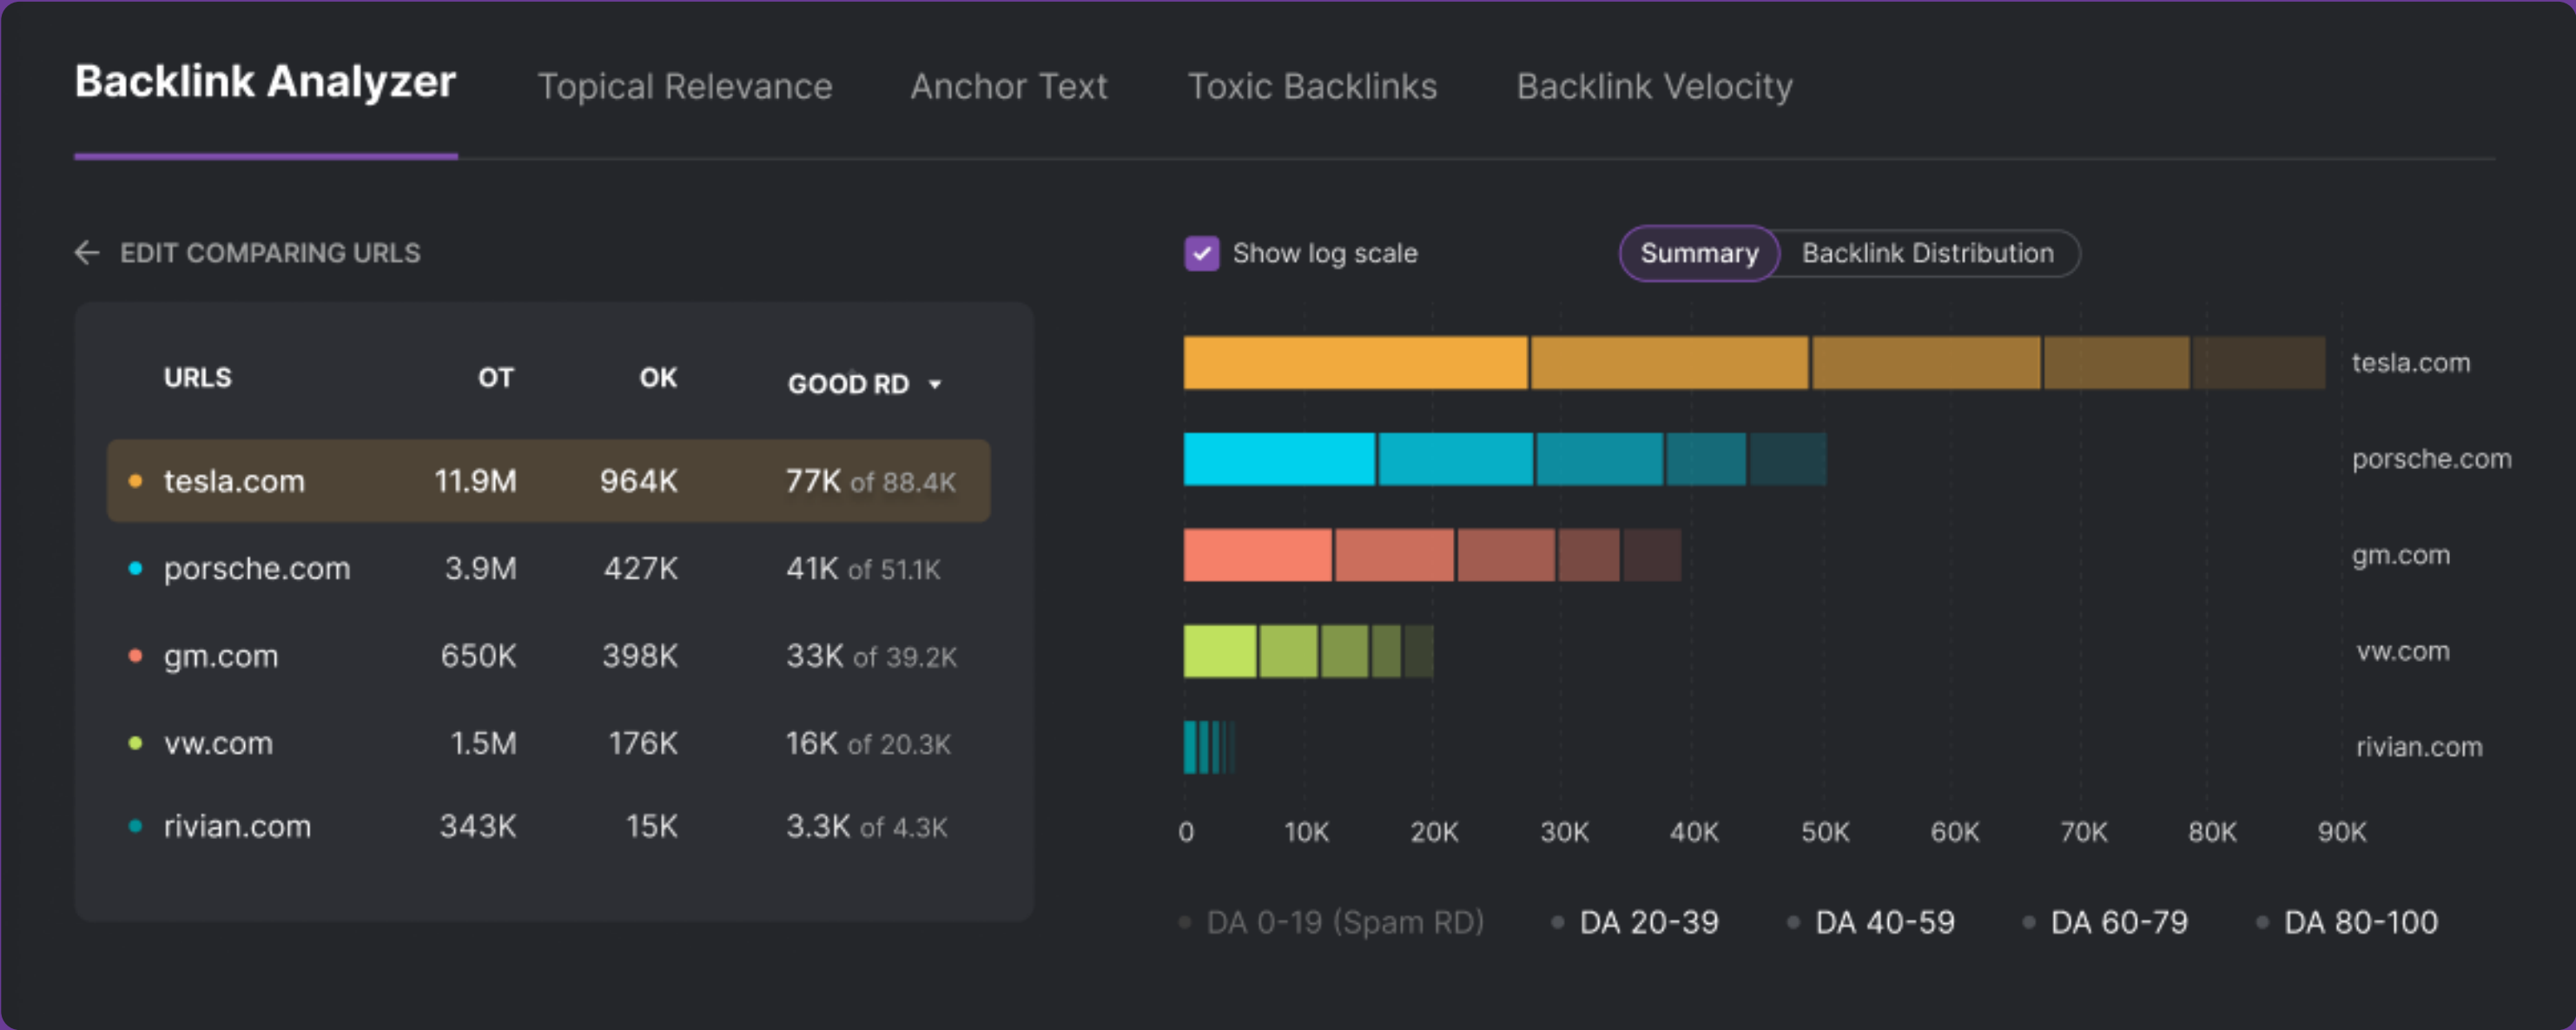 Backlink Analyzer Topical Relevance Anchor Text Toxic Backlinks Backlink Velocity
EDIT COMPARING URLS
URLS OT OK GOOD RD
tesla.com 11.9M 964K 77K of 88.4K
porsche.com 3.9M 427K 41K of 51.1K
gm.com 650K 398K 33K of 39.2K
vw.com 1.5M 176K 16K of 20.3K
rivian.com 343K 15K 3.3K of 4.3K
Show log scale Summary Backlink Distribution
tesla.com
porsche.com
gm.com
vw.com
rivian.com
0 10K 20K 30K 40K 50K 60K 70K 80K 90K
DA 0-19 (Spam RD) DA 20-39 DA 40-59 DA 60-79 DA 80-100